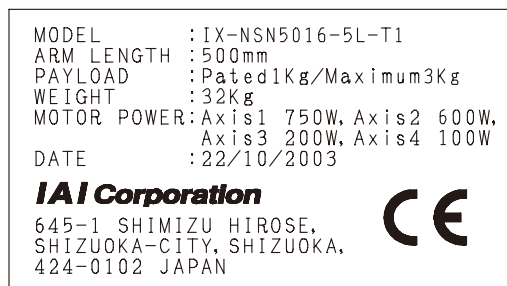 MODEL :IX-NSN5016-5L-T1
ARM LENGTH :500mm
PAYLOAD :Pated1Kg/Maximum3Kg
WEIGHT :32Kg
MOTOR POWER:Axis1 750W, Axis2 600W,
Axis3 200W, Axis4 100W
DATE :22/10/2003
IAI Corporation
CE
645-1 SHIMIZU HIROSE,
SHIZUOKA-CITY, SHIZUOKA,
424-0102 JAPAN